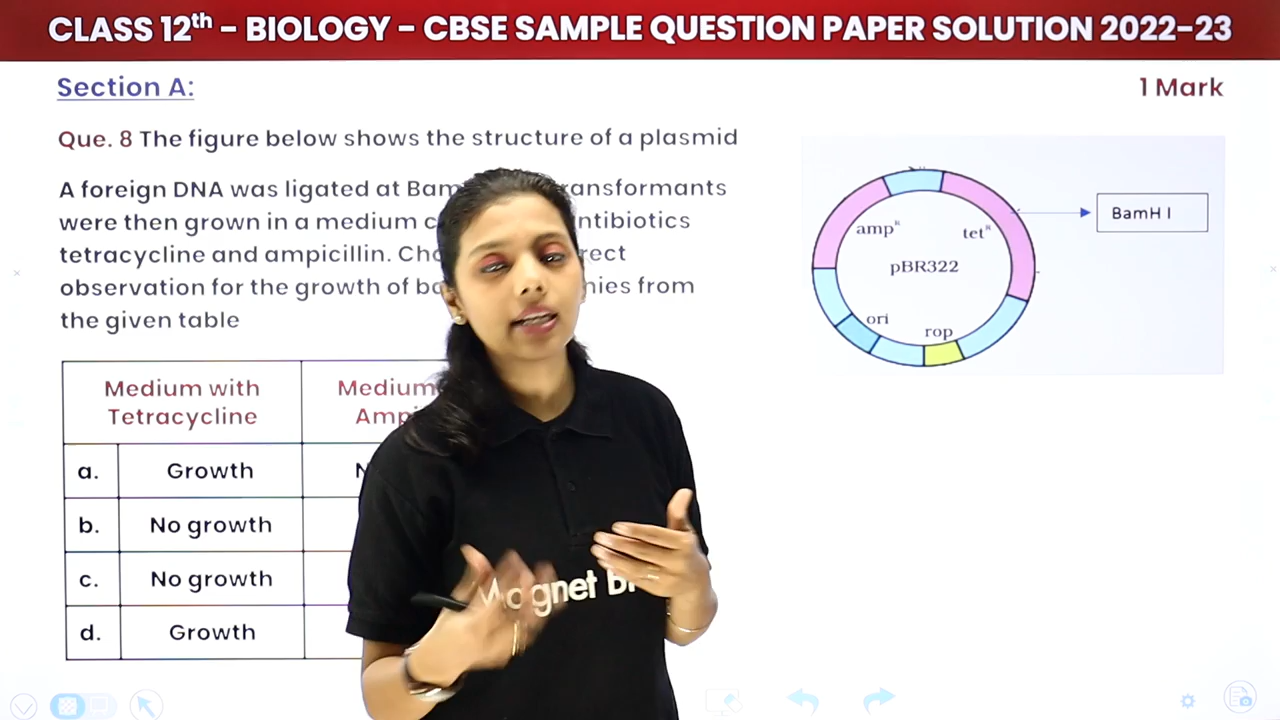 CLASS 12th - BIOLOGY - CBSE SAMPLE QUESTION PAPER SOLUTION 2022-23
Section A:
1 Mark
Que. 8 The figure below shows the structure of a plasmid
A foreign DNA was ligated at
were then grown in a medium
tetracycline and ampicillin.
observation for the growth of
the given table
Medium with
Tetracycline
Medium
a. Growth
b. No growth
c. No growth
d. Growth
ampR
tetR
pBR322
ori
rop
BamH I